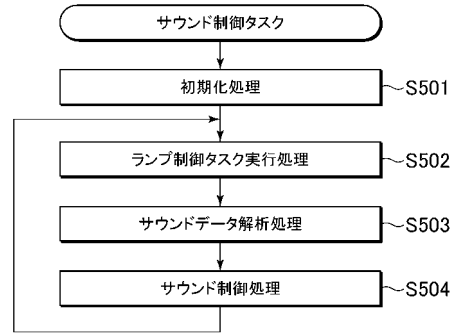 サウンド制御タスク
初期化処理
S501
ランプ制御タスク実行処理
S502
サウンドデータ解析処理
S503
サウンド制御処理
S504